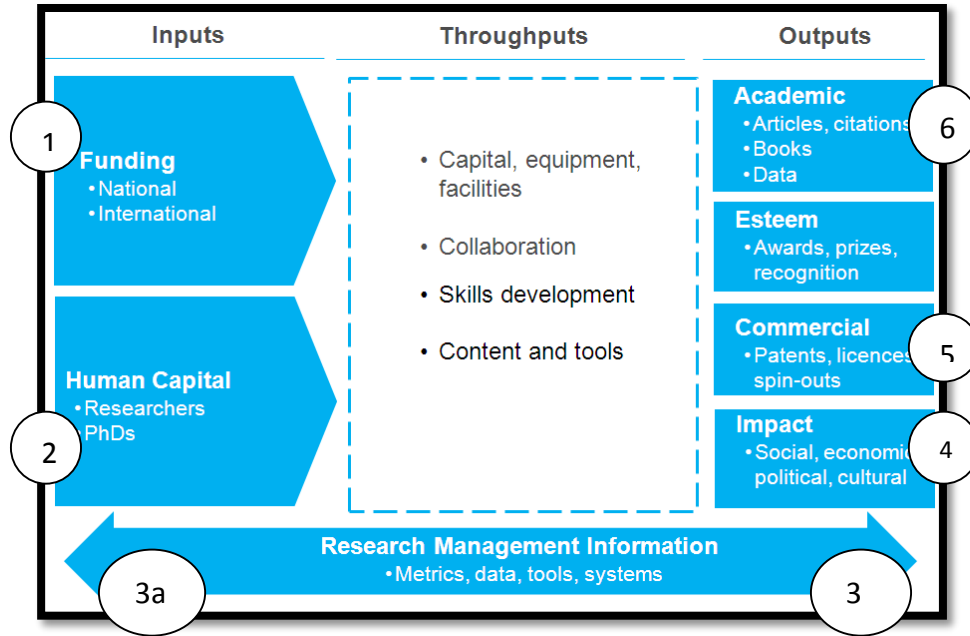 Inputs
Throughputs
Outputs
1
Funding
•National
•International
2
Human Capital
•Researchers
•PhDs
• Capital, equipment,
facilities
• Collaboration
• Skills development
• Content and tools
Academic
•Articles, citations
•Books
•Data
6
Esteem
•Awards, prizes,
recognition
Commercial
•Patents, licences
spin-outs
5
Impact
•Social, economic
political, cultural
4
Research Management Information
•Metrics, data, tools, systems
3a
3